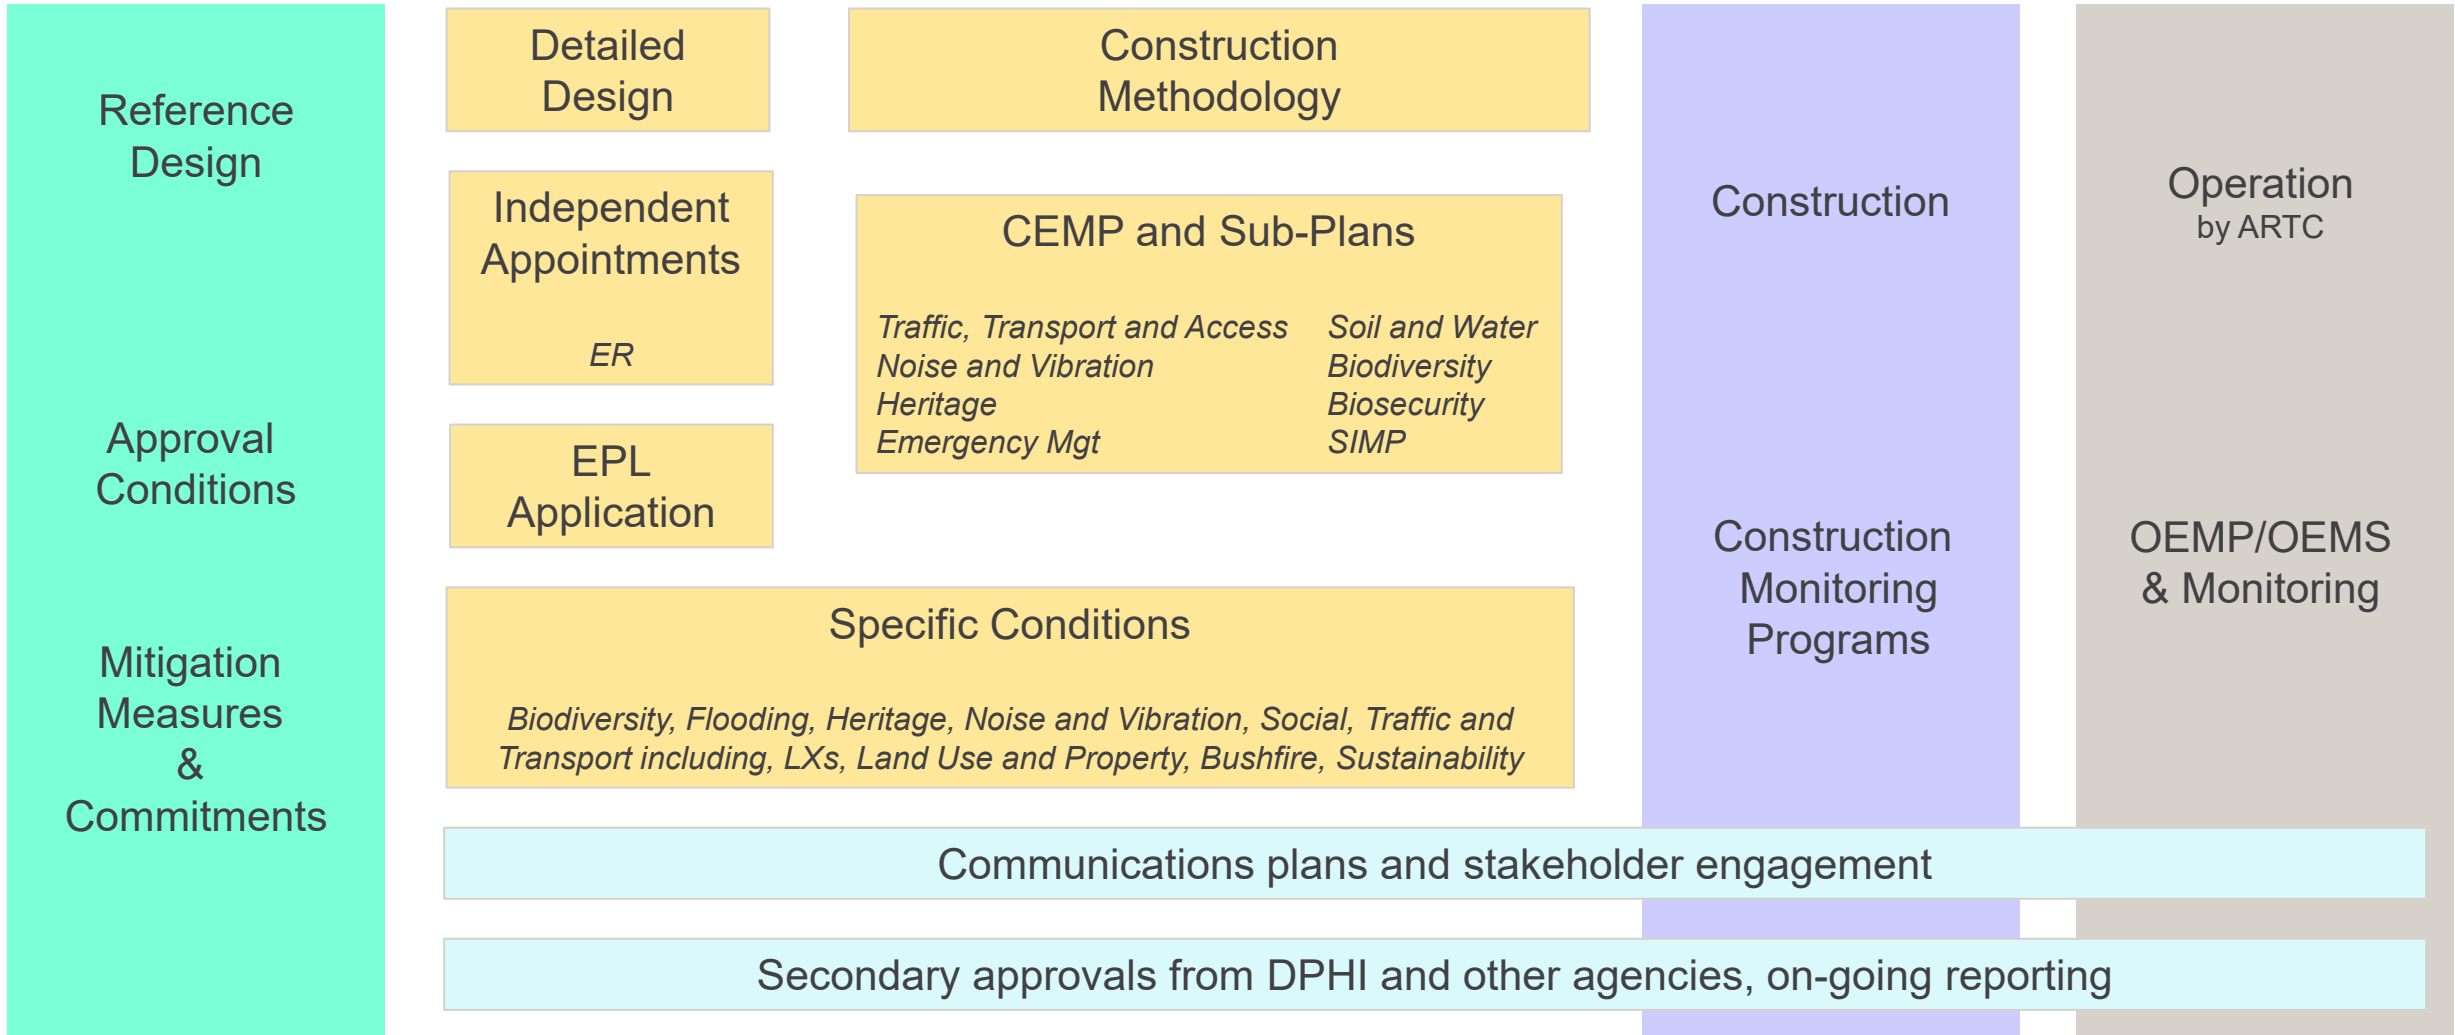 Reference
Design
Approval
Conditions
Mitigation
Measures
&
Commitments
Detailed
Design
Independent
Appointments
ER
EPL
Application
Construction
Methodology
CEMP and Sub-Plans
Traffic, Transport and Access
Noise and Vibration
Heritage
Emergency Mgt
Soil and Water
Biodiversity
Biosecurity
SIMP
Specific Conditions
Biodiversity, Flooding, Heritage, Noise and Vibration, Social, Traffic and
Transport including, LXs, Land Use and Property, Bushfire, Sustainability
Construction
Construction
Monitoring
Programs
Operation
by ARTC
OEMP/OEMS
& Monitoring
Communications plans and stakeholder engagement
Secondary approvals from DPHI and other agencies, on-going reporting